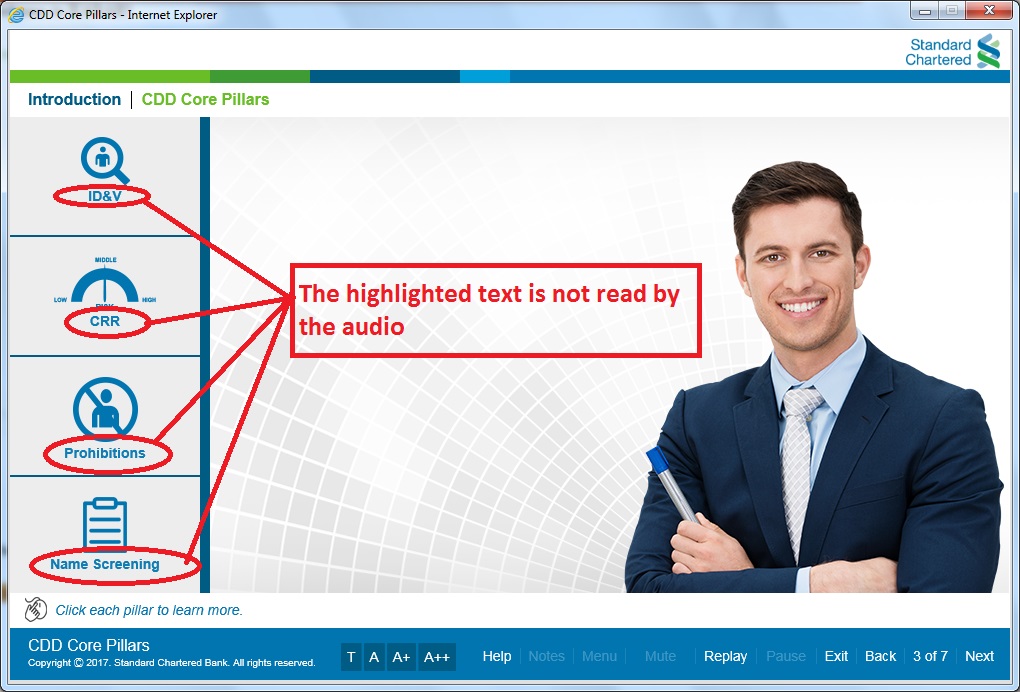 CDD Core Pillars - Internet Explorer
Standard
Chartered
Introduction | CDD Core Pillars
ID&V
MIDDLE
LOW HIGH
RISK
CRR
Prohibitions
Name Screening
The highlighted text is not read by
the audio
Click each pillar to learn more.
CDD Core Pillars
Copyright © 2017. Standard Chartered Bank. All rights reserved.
T A A+ A++ Help Notes Menu Mute Replay Pause Exit Back 3 of 7 Next